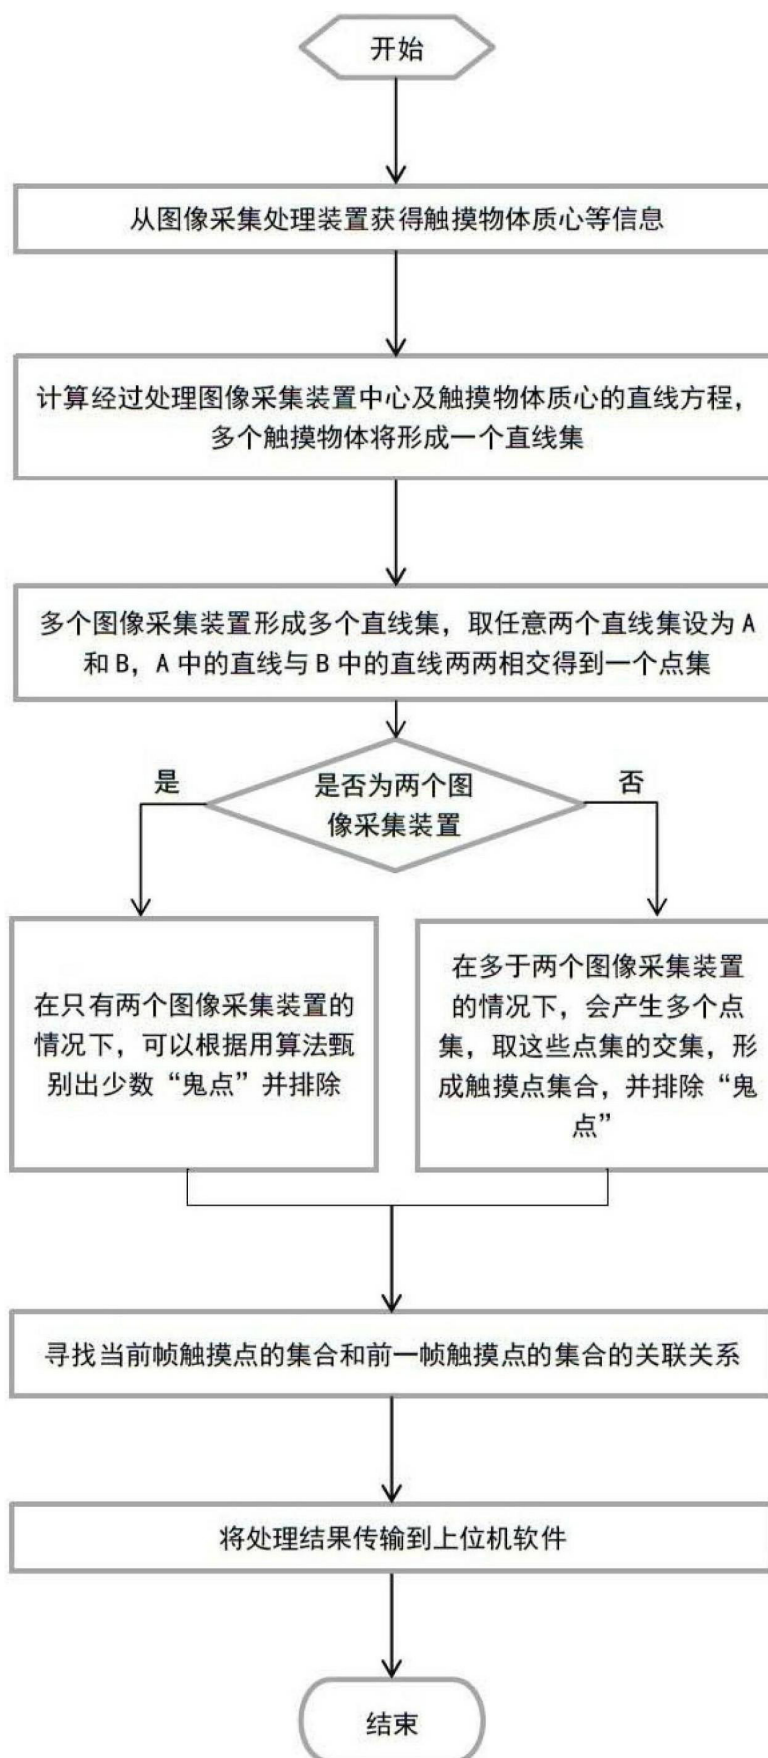 开始
从图像采集处理装置获得触摸物体质心等信息
计算经过处理图像采集装置中心及触摸物体质心的直线方程，
多个触摸物体将形成一个直线集
多个图像采集装置形成多个直线集，取任意两个直线集设为 A
和 B，A 中的直线与 B 中的直线两两相交得到一个点集
是否为两个图
像采集装置
是
否
在只有两个图像采集装置的
情况下，可以根据用算法甄
别出少数“鬼点”并排除
在多于两个图像采集装置
的情况下，会产生多个点
集，取这些点集的交集，形
成触摸点集合，并排除“鬼
点”
寻找当前帧触摸点的集合和前一帧触摸点的集合的关联关系
将处理结果传输到上位机软件
结束